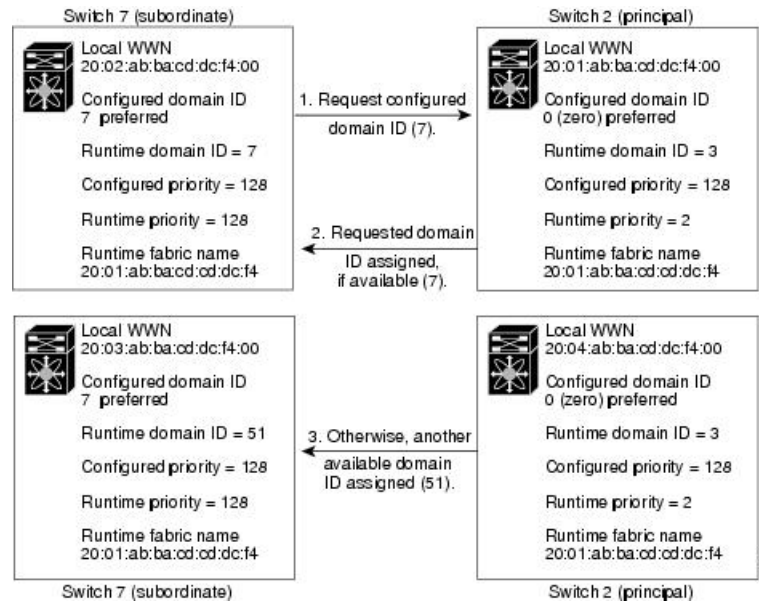 Switch 7 (subordinate)
Local WWN
20:02:ab:ba:cd:dc:f4:00
Configured domain ID
7 preferred
Runtime domain ID = 7
Configured priority = 128
Runtime priority = 128
Runtime fabric name
20:01:ab:ba:cd:cd:dc:f4
1. Request configured
domain ID (7).
2. Requested domain
ID assigned,
if available (7).
Switch 2 (principal)
Local WWN
20:01:ab:ba:cd:dc:f4:00
Configured domain ID
0 (zero) preferred
Runtime domain ID = 3
Configured priority = 128
Runtime priority = 2
Runtime fabric name
20:01:ab:ba:cd:cd:dc:f4
Local WWN
20:03:ab:ba:cd:dc:f4:00
Configured domain ID
7 preferred
Runtime domain ID = 51
Configured priority = 128
Runtime priority = 128
Runtime fabric name
20:01:ab:ba:cd:cd:dc:f4
Switch 7 (subordinate)
3. Otherwise, another
available domain
ID assigned (51).
Local WWN
20:04:ab:ba:cd:dc:f4:00
Configured domain ID
0 (zero) preferred
Runtime domain ID = 3
Configured priority = 128
Runtime priority = 2
Runtime fabric name
20:01:ab:ba:cd:cd:dc:f4
Switch 2 (principal)